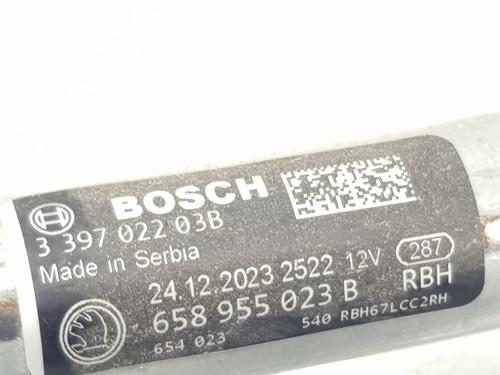 BOSCH
3 397 022 03B
Made in Serbia
24.12.2023 2522 12V 287
658 955 023 B RBH
654 023 540 RBH67LCC2RH